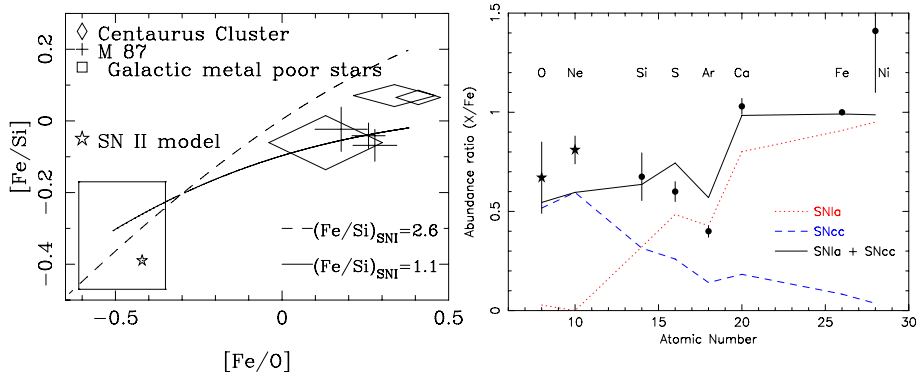 Centaurus Cluster
M 87
Galactic metal poor stars
SN II model
(Fe/Si)SNI=2.6
(Fe/Si)SNI=1.1
[Fe/Si]
0.2
0
−0.2
−0.4
−0.5
0
0.5
[Fe/O]
Abundance ratio (X/Fe)
1.5
1
0.5
0
O Ne Si S Ar Ca Fe Ni
SNIa
SNcc
SNIa + SNcc
10 15 20 25 30
Atomic Number